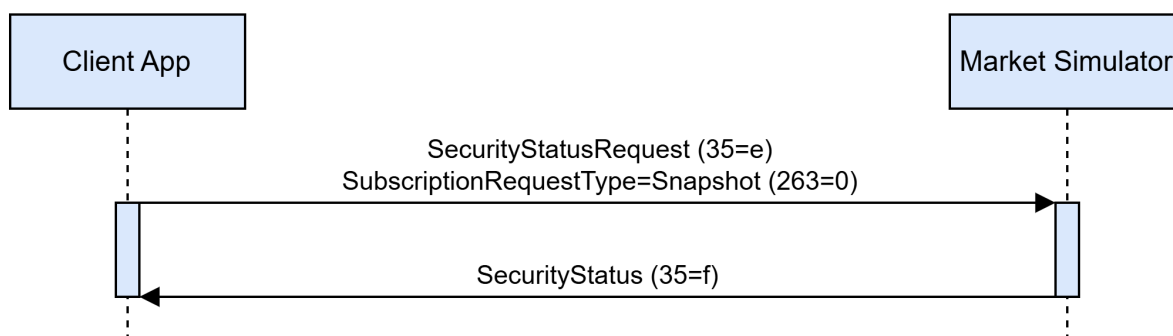 Client App
Market Simulator
SecurityStatusRequest (35=e)
SubscriptionRequestType=Snapshot (263=0)
SecurityStatus (35=f)